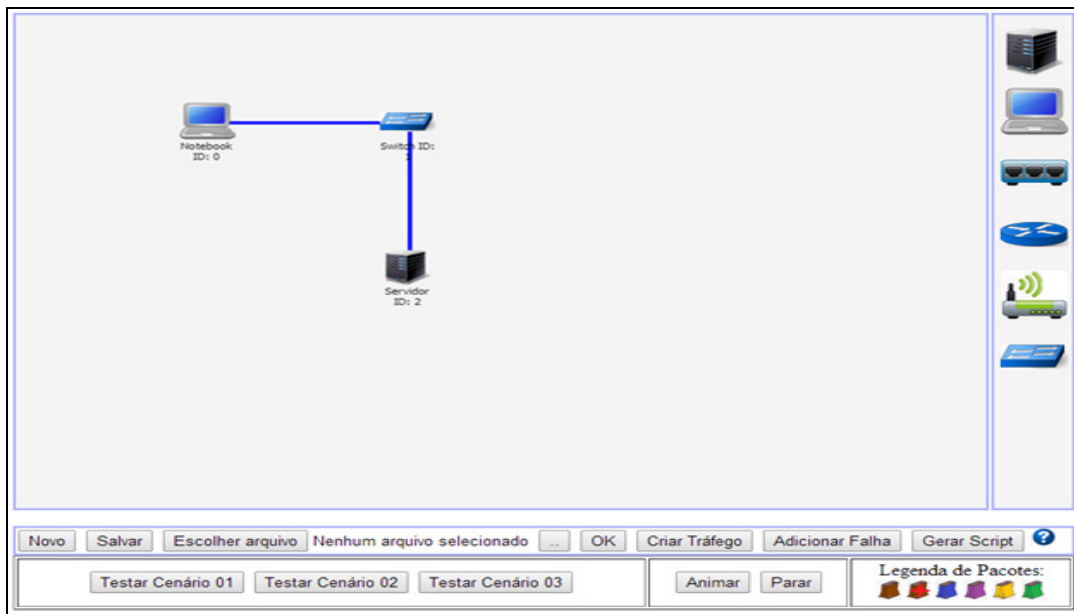 Notebook
ID: 0
Switch ID:
1
Servidor
ID: 2
Novo Salvar Escolher arquivo Nenhum arquivo selecionado .. OK Criar Tráfego Adicionar Falha Gerar Script ?
Testar Cenário 01 Testar Cenário 02 Testar Cenário 03 Animar Parar Legenda de Pacotes: